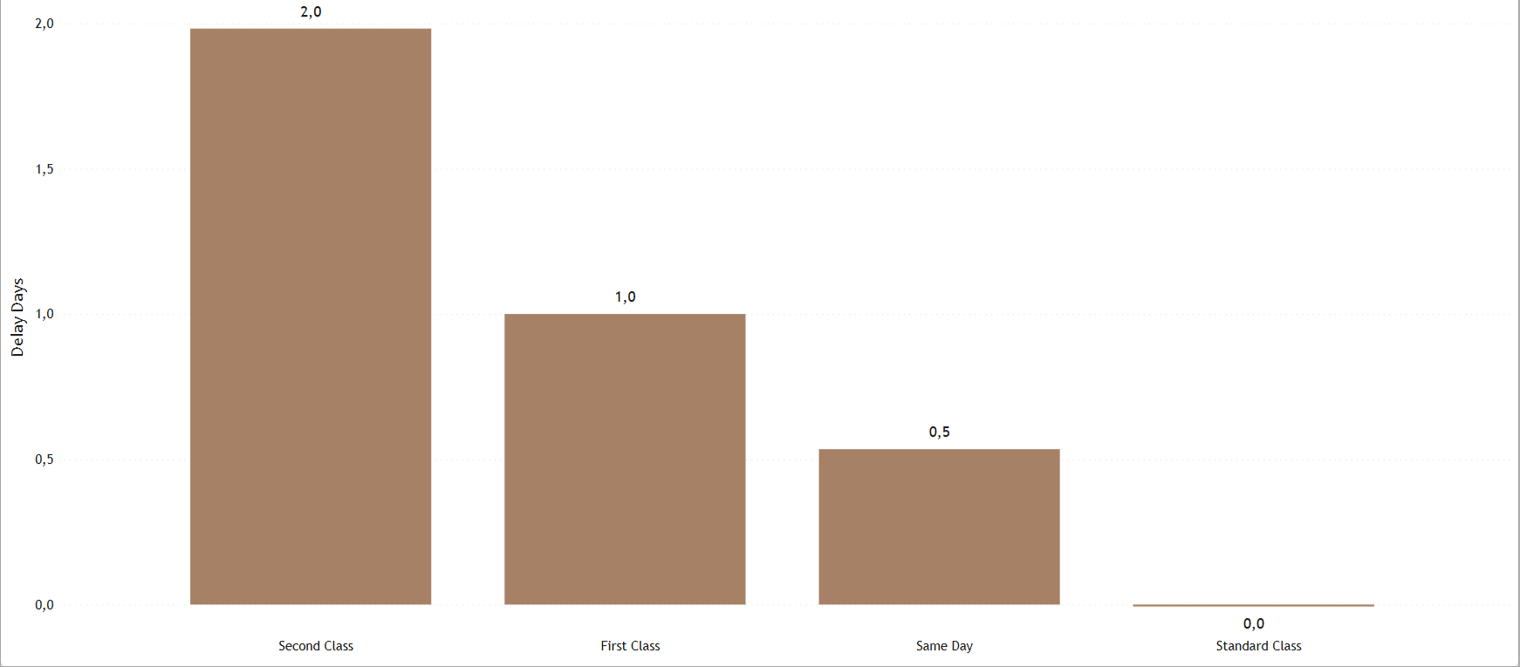 2,0
2,0
1,5
1,0
1,0
0,5
0,5
0,0
0,0
Delay Days
Second Class
First Class
Same Day
Standard Class